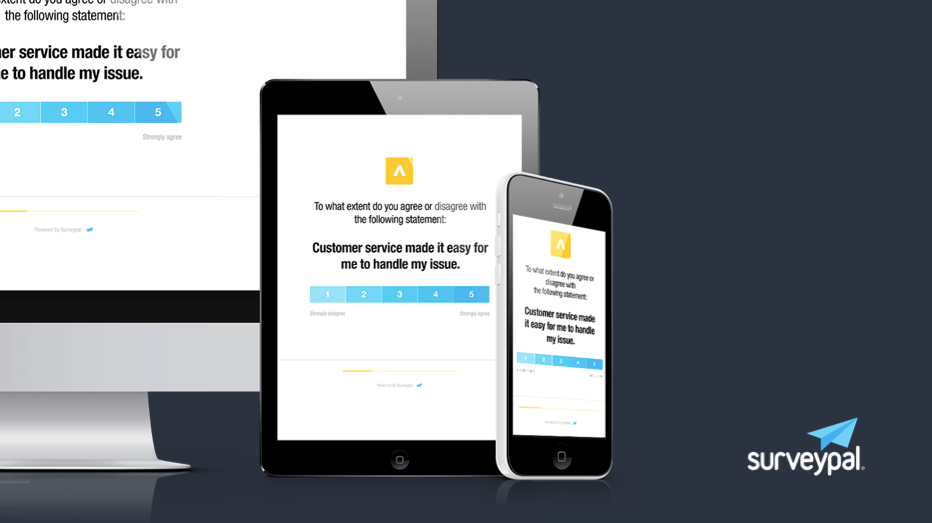 extent do you agree or disagree with
the following statement:
er service made it easy for
e to handle my issue.
2 3 4 5
Strongly agree
Powered by Surveypal
To what extent do you agree or disagree with
the following statement:
Customer service made it easy for
me to handle my issue.
1 2 3 4 5
Strongly disagree Strongly agree
Powered by Surveypal
To what extent do you agree or
disagree with
the following statement:
Customer service made
it easy for me to handle
my issue.
1 2 3 4 5
Powered by Surveypal
surveypal